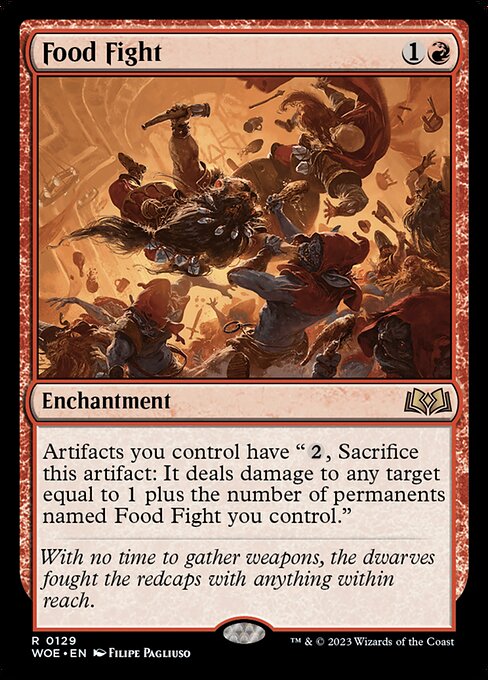 Food Fight 1
Enchantment
Artifacts you control have “2, Sacrifice
this artifact: It deals damage to any target
equal to 1 plus the number of permanents
named Food Fight you control.”
With no time to gather weapons, the dwarves
fought the redcaps with anything within
reach.
R 0129
WOE • EN Filipe Pagliuso
™ & © 2023 Wizards of the Coast